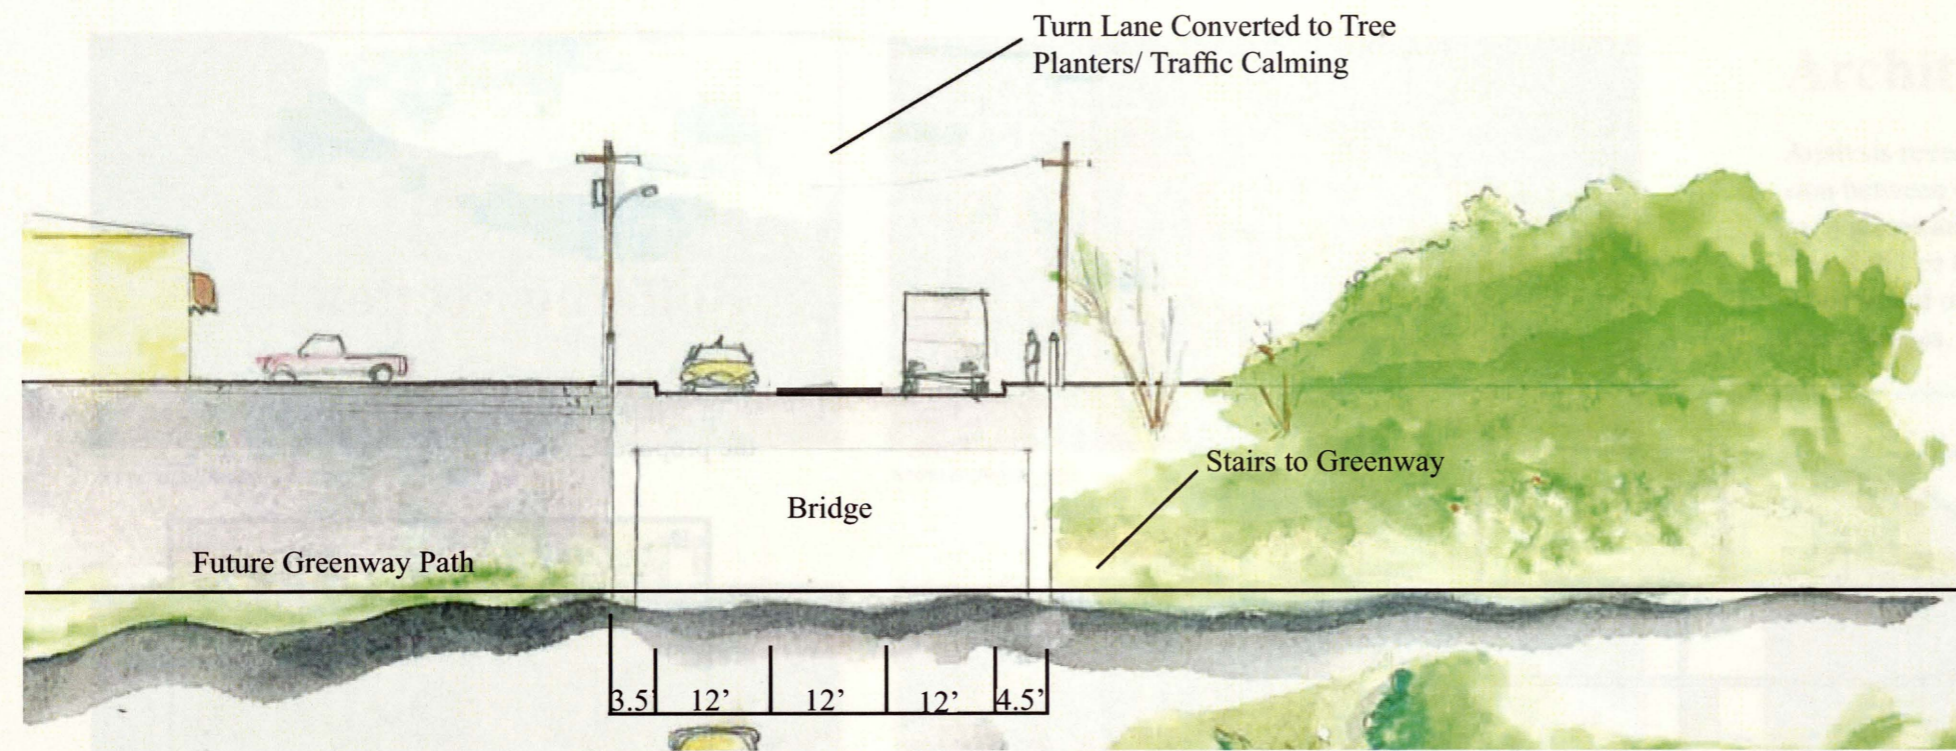 Turn Lane Converted to Tree
Planters/ Traffic Calming
Stairs to Greenway
Bridge
Future Greenway Path
3.5' 12’ 12’ 12’ 4.5’